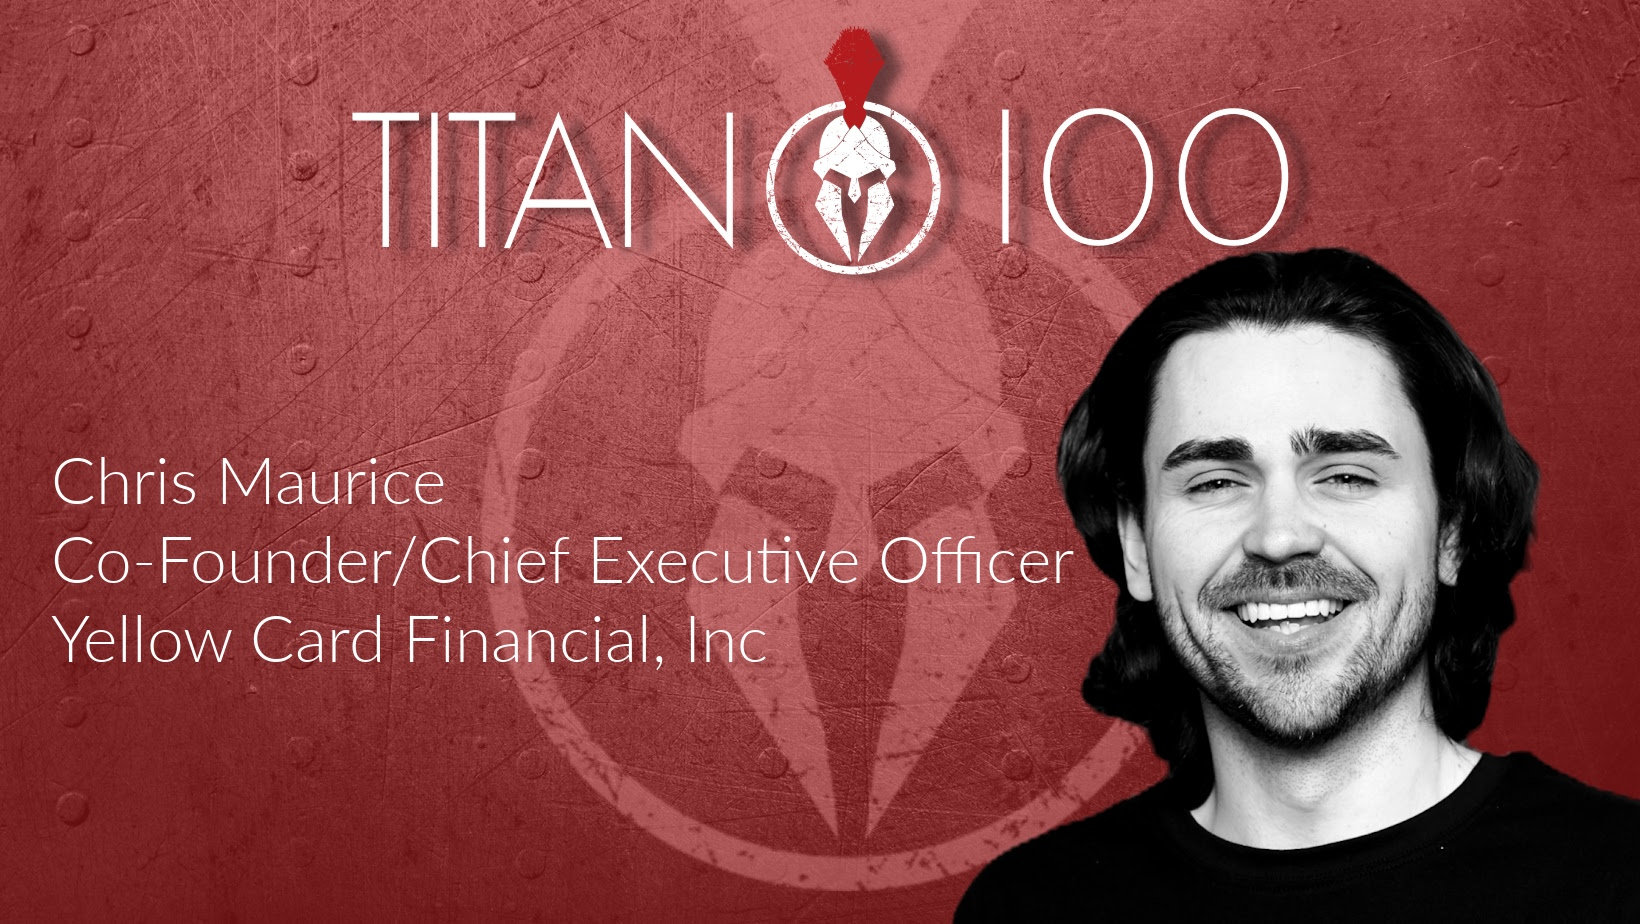 TITAN 100
Chris Maurice
Co-Founder/Chief Executive Officer
Yellow Card Financial, Inc